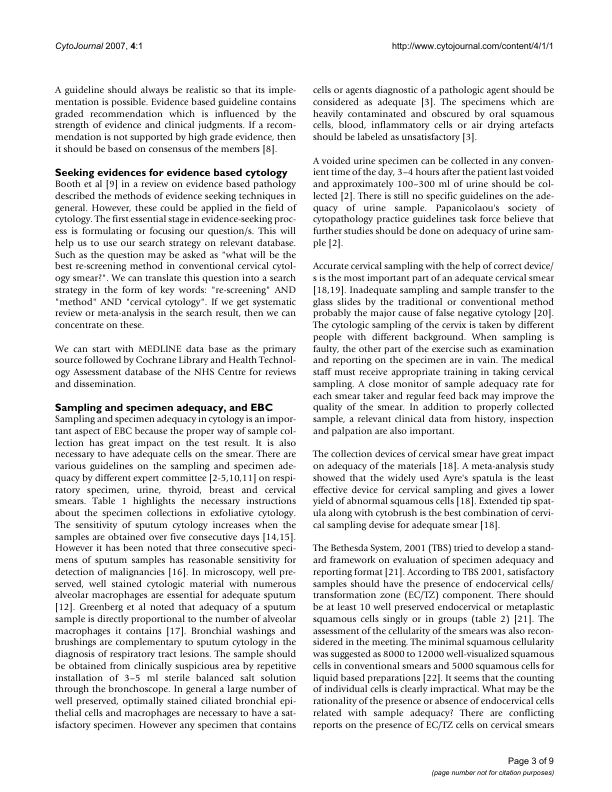 CytoJournal 2007, 4:1
http://www.cytojournal.com/content/4/1/1
A guideline should always be realistic so that its imple-
mentation is possible. Evidence based guideline contains
graded recommendation which is influenced by the
strength of evidence and clinical judgments. If a recom-
mendation is not supported by high grade evidence, then
it should be based on consensus of the members [8].
Seeking evidences for evidence based cytology
Booth et al [9] in a review on evidence based pathology
described the methods of evidence seeking techniques in
general. However, these could be applied in the field of
cytology. The first essential stage in evidence-seeking proc-
ess is formulating or focusing our question/s. This will
help us to use our search strategy on relevant database.
Such as the question may be asked as "what will be the
best re-screening method in conventional cervical cytol-
ogy smear?". We can translate this question into a search
strategy in the form of key words: "re-screening" AND
"method" AND "cervical cytology". If we get systematic
review or meta-analysis in the search result, then we can
concentrate on these.
We can start with MEDLINE data base as the primary
source followed by Cochrane Library and Health Technol-
ogy Assessment database of the NHS Centre for reviews
and dissemination.
Sampling and specimen adequacy, and EBC
Sampling and specimen adequacy in cytology is an impor-
tant aspect of EBC because the proper way of sample col-
lection has great impact on the test result. It is also
necessary to have adequate cells on the smear. There are
various guidelines on the sampling and specimen ade-
quacy by different expert committee [2-5,10,11] on respi-
ratory specimen, urine, thyroid, breast and cervical
smears. Table 1 highlights the necessary instructions
about the specimen collections in exfoliative cytology.
The sensitivity of sputum cytology increases when the
samples are obtained over five consecutive days [14,15].
However it has been noted that three consecutive speci-
mens of sputum samples has reasonable sensitivity for
detection of malignancies [16]. In microscopy, well pre-
served, well stained cytologic material with numerous
alveolar macrophages are essential for adequate sputum
[12]. Greenberg et al noted that adequacy of a sputum
sample is directly proportional to the number of alveolar
macrophages it contains [17]. Bronchial washings and
brushings are complementary to sputum cytology in the
diagnosis of respiratory tract lesions. The sample should
be obtained from clinically suspicious area by repetitive
installation of 3–5 ml sterile balanced salt solution
through the bronchoscope. In general a large number of
well preserved, optimally stained ciliated bronchial epi-
thelial cells and macrophages are necessary to have a sat-
isfactory specimen. However any specimen that contains
cells or agents diagnostic of a pathologic agent should be
considered as adequate [3]. The specimens which are
heavily contaminated and obscured by oral squamous
cells, blood, inflammatory cells or air drying artefacts
should be labeled as unsatisfactory [3].
A voided urine specimen can be collected in any conven-
ient time of the day, 3–4 hours after the patient last voided
and approximately 100–300 ml of urine should be col-
lected [2]. There is still no specific guidelines on the ade-
quacy of urine sample. Papanicolaou's society of
cytopathology practice guidelines task force believe that
further studies should be done on adequacy of urine sam-
ple [2].
Accurate cervical sampling with the help of correct device/
s is the most important part of an adequate cervical smear
[18,19]. Inadequate sampling and sample transfer to the
glass slides by the traditional or conventional method
probably the major cause of false negative cytology [20].
The cytologic sampling of the cervix is taken by different
people with different background. When sampling is
faulty, the other part of the exercise such as examination
and reporting on the specimen are in vain. The medical
staff must receive appropriate training in taking cervical
sampling. A close monitor of sample adequacy rate for
each smear taker and regular feed back may improve the
quality of the smear. In addition to properly collected
sample, a relevant clinical data from history, inspection
and palpation are also important.
The collection devices of cervical smear have great impact
on adequacy of the materials [18]. A meta-analysis study
showed that the widely used Ayre's spatula is the least
effective device for cervical sampling and gives a lower
yield of abnormal squamous cells [18]. Extended tip spat-
ula along with cytobrush is the best combination of cervi-
cal sampling devise for adequate smear [18].
The Bethesda System, 2001 (TBS) tried to develop a stand-
ard framework on evaluation of specimen adequacy and
reporting format [21]. According to TBS 2001, satisfactory
samples should have the presence of endocervical cells/
transformation zone (EC/TZ) component. There should
be at least 10 well preserved endocervical or metaplastic
squamous cells singly or in groups (table 2) [21]. The
assessment of the cellularity of the smears was also recon-
sidered in the meeting. The minimal squamous cellularity
was suggested as 8000 to 12000 well-visualized squamous
cells in conventional smears and 5000 squamous cells for
liquid based preparations [22]. It seems that the counting
of individual cells is clearly impractical. What may be the
rationality of the presence or absence of endocervical cells
related with sample adequacy? There are conflicting
reports on the presence of EC/TZ cells on cervical smears
Page 3 of 9
(page number not for citation purposes)